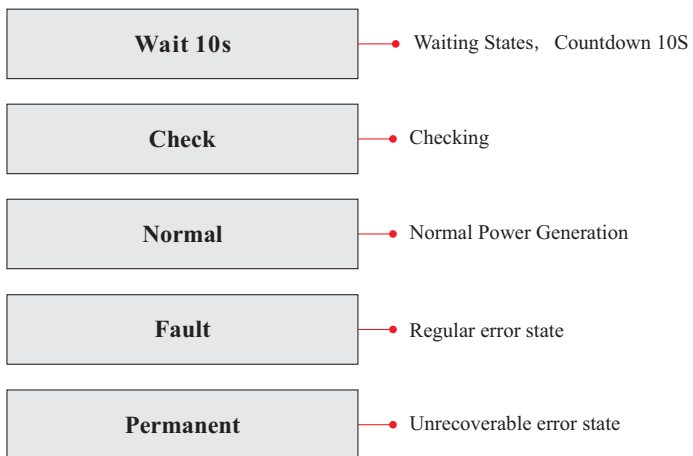 Wait 10s
Waiting States, Countdown 10S
Check
Checking
Normal
Normal Power Generation
Fault
Regular error state
Permanent
Unrecoverable error state